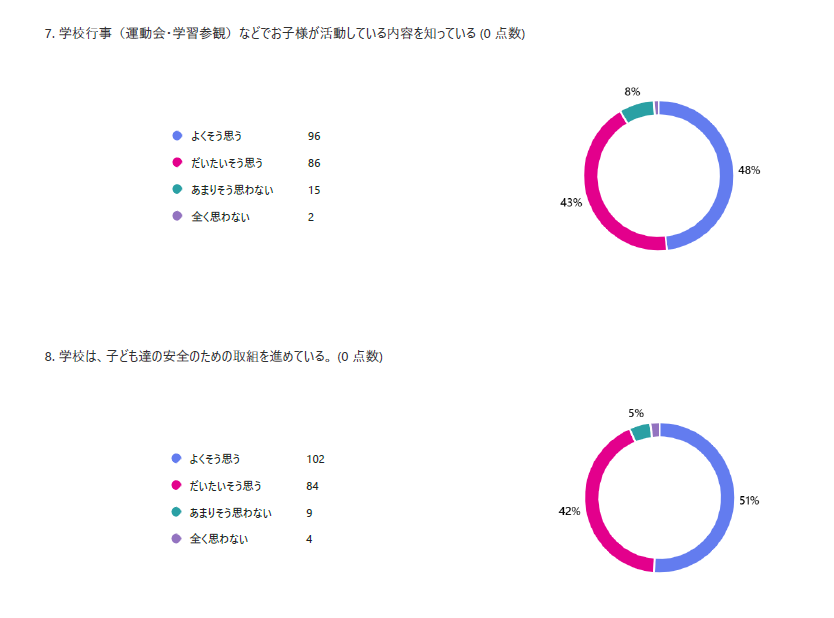 7. 学校行事（運動会・学習参観）などでお子様が活動している内容を知っている (0 点数)
8%
よくそう思う 96
だいたいそう思う 86
48%
あまりそう思わない 15
43%
全く思わない 2
8. 学校は、子ども達の安全のための取組を進めている。 (0 点数)
5%
よくそう思う 102
だいたいそう思う 84
51%
42%
あまりそう思わない 9
全く思わない 4